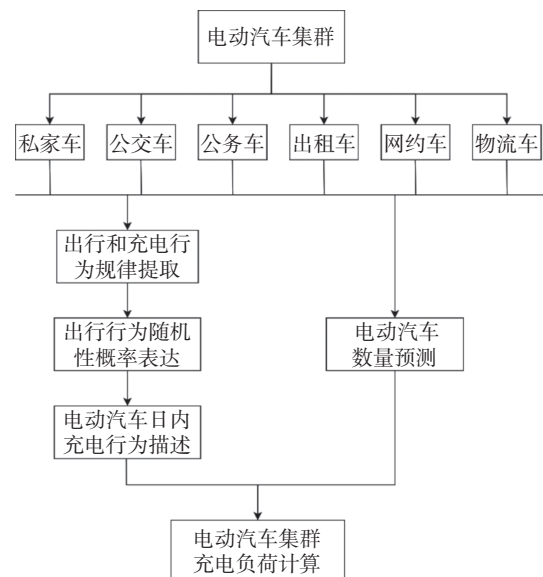 电动汽车集群
私家车 公交车 公务车 出租车 网约车 物流车
出行和充电行
为规律提取
出行行为随机
性概率表达
电动汽车
数量预测
电动汽车日内
充电行为描述
电动汽车集群
充电负荷计算